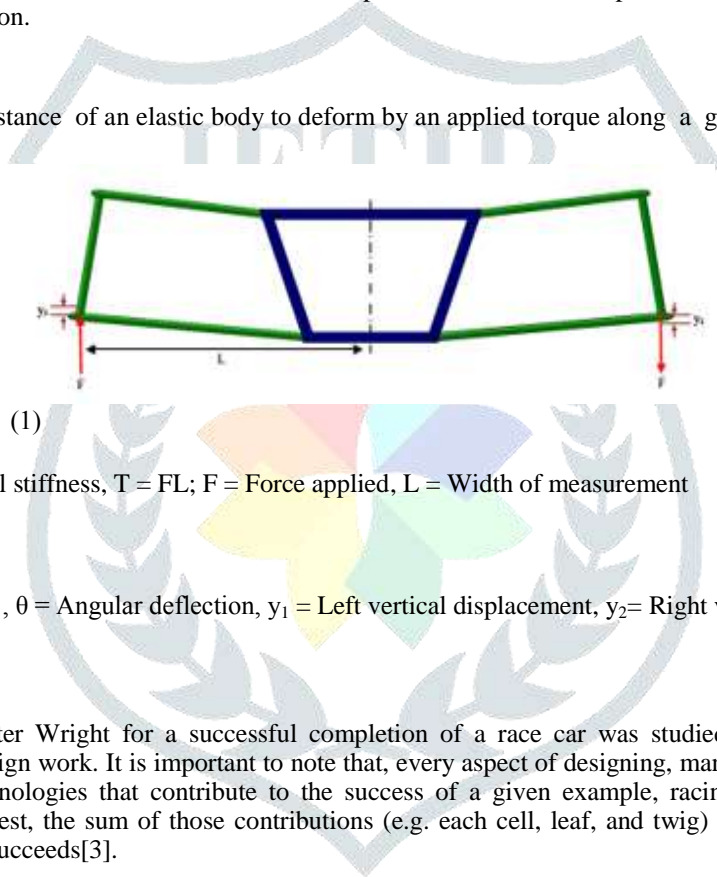 on.
stance of an elastic body to deform by an applied torque along a g
JETIR
y₁
y₂
L
F
F
(1)
l stiffness, T = FL; F = Force applied, L = Width of measurement
, θ = Angular deflection, y₁ = Left vertical displacement, y₂= Right v
ter Wright for a successful completion of a race car was studied
ign work. It is important to note that, every aspect of designing, man
nologies that contribute to the success of a given example, racin
est, the sum of those contributions (e.g. each cell, leaf, and twig)
ucceeds[3].